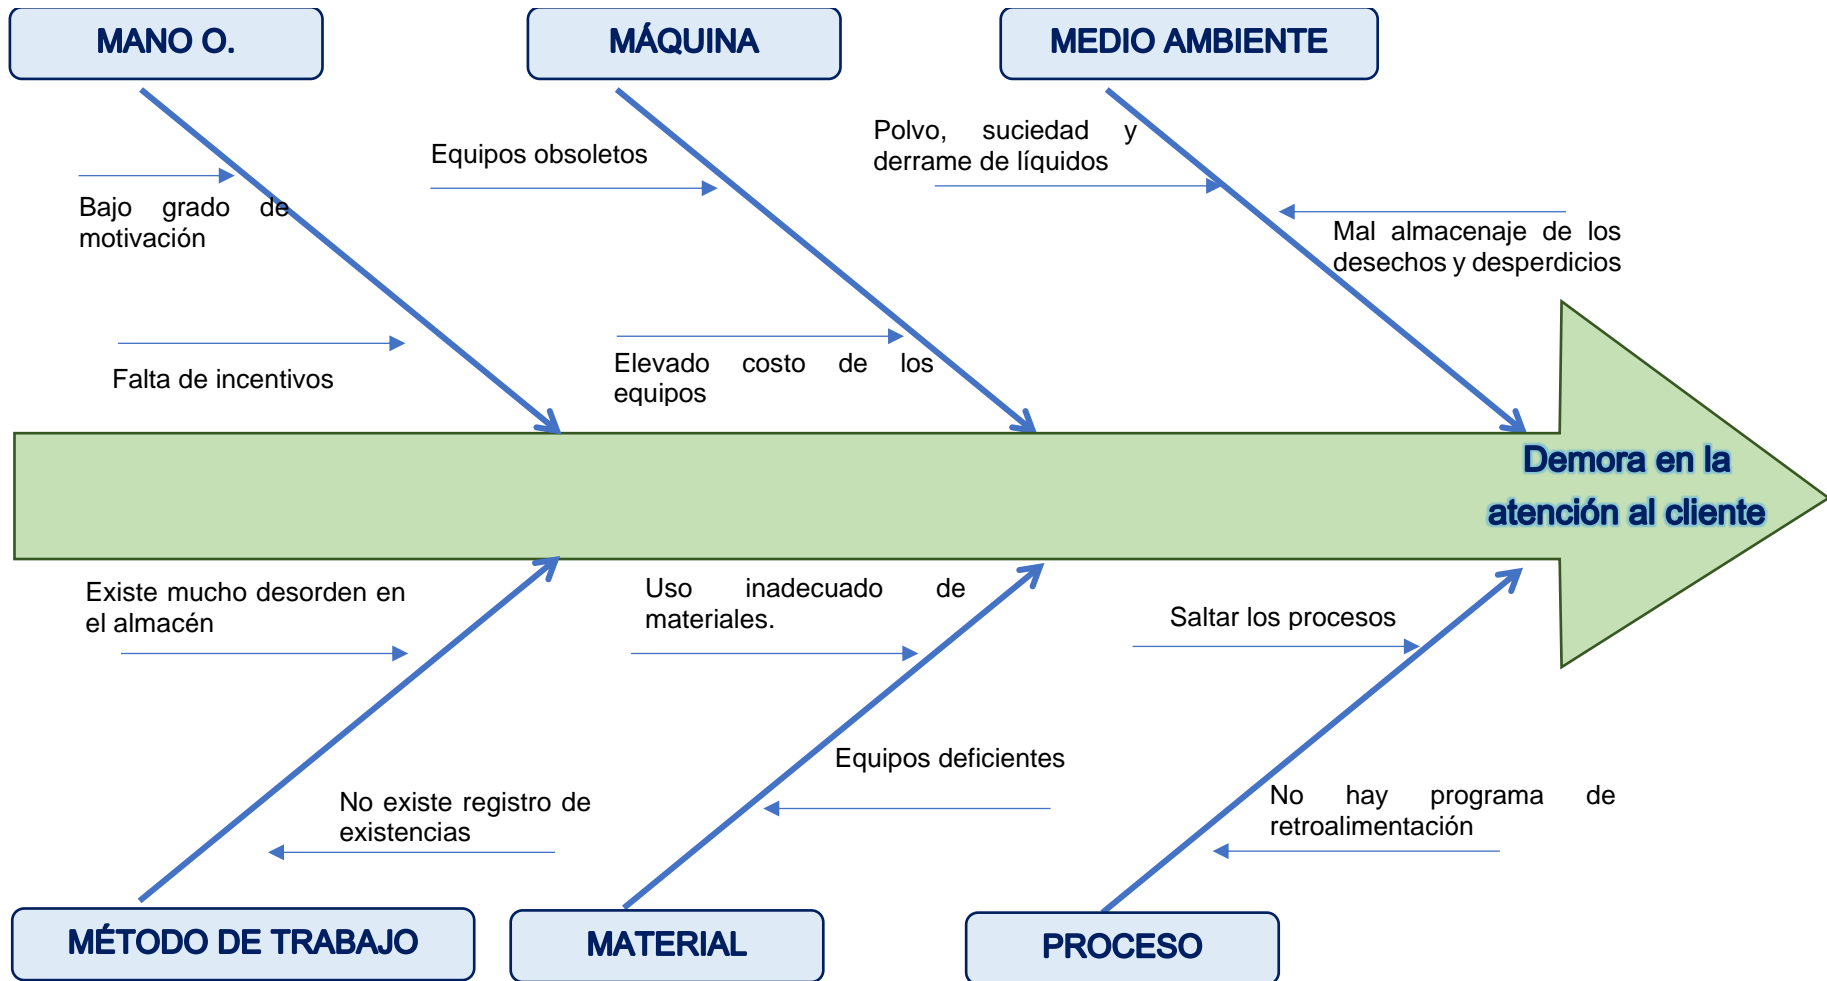 MANO O.
MÁQUINA
MEDIO AMBIENTE
Polvo, suciedad y
derrame de líquidos
Equipos obsoletos
Bajo grado de
motivación
Mal almacenaje de los
desechos y desperdicios
Elevado costo de los
equipos
Falta de incentivos
Demora en la
atención al cliente
Existe mucho desorden en
el almacén
Uso inadecuado de
materiales.
Saltar los procesos
Equipos deficientes
No existe registro de
existencias
No hay programa de
retroalimentación
MÉTODO DE TRABAJO
MATERIAL
PROCESO